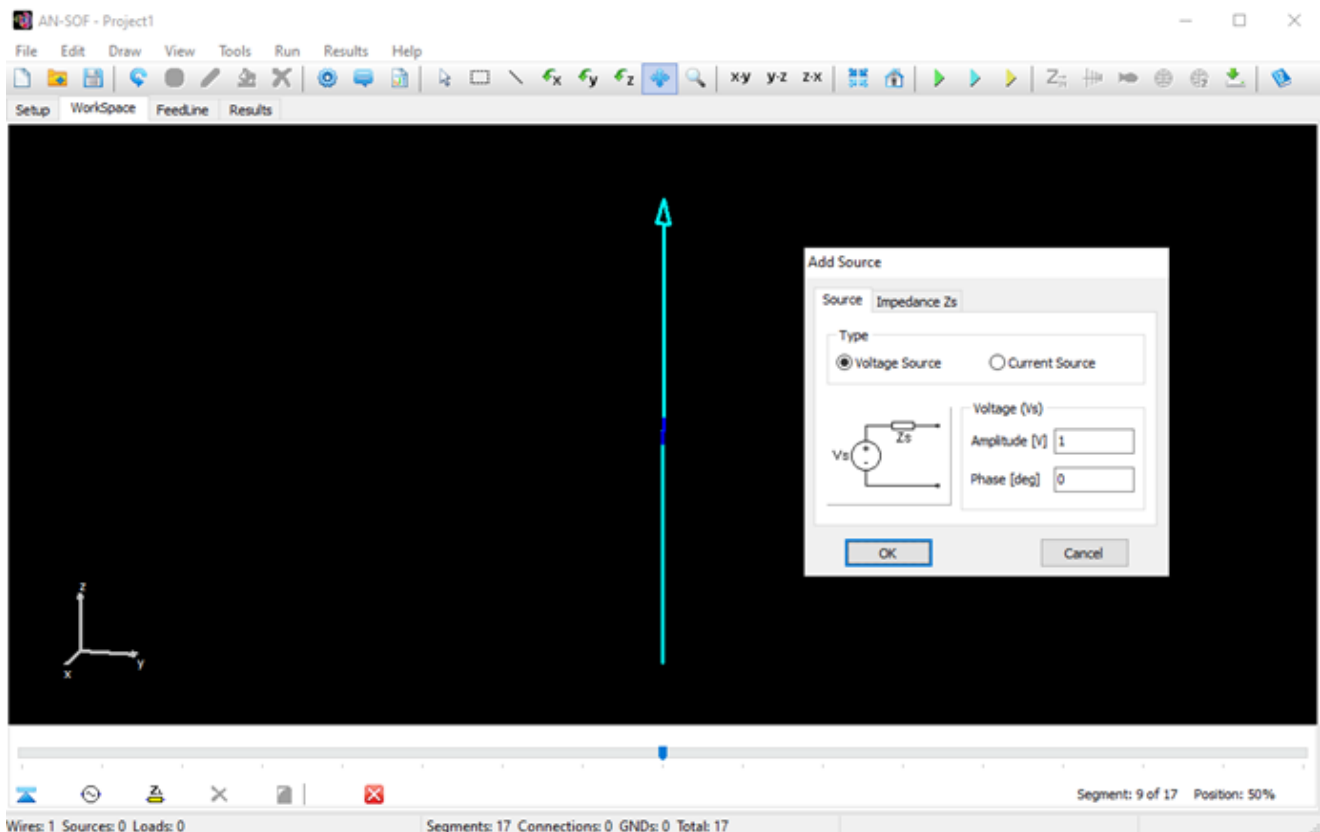 AN-SOF - Project1
File Edit Draw View Tools Run Results Help
x y z x-y y-z z-x
Setup WorkSpace FeedLine Results
Add Source
Source Impedance Zs
Type
Voltage Source Current Source
Voltage (Vs)
Zs
Amplitude [V] 1
Vs
Phase [deg] 0
OK Cancel
z
y
x
Segment: 9 of 17 Position: 50%
Wires: 1 Sources: 0 Loads: 0 Segments: 17 Connections: 0 GNDs: 0 Total: 17